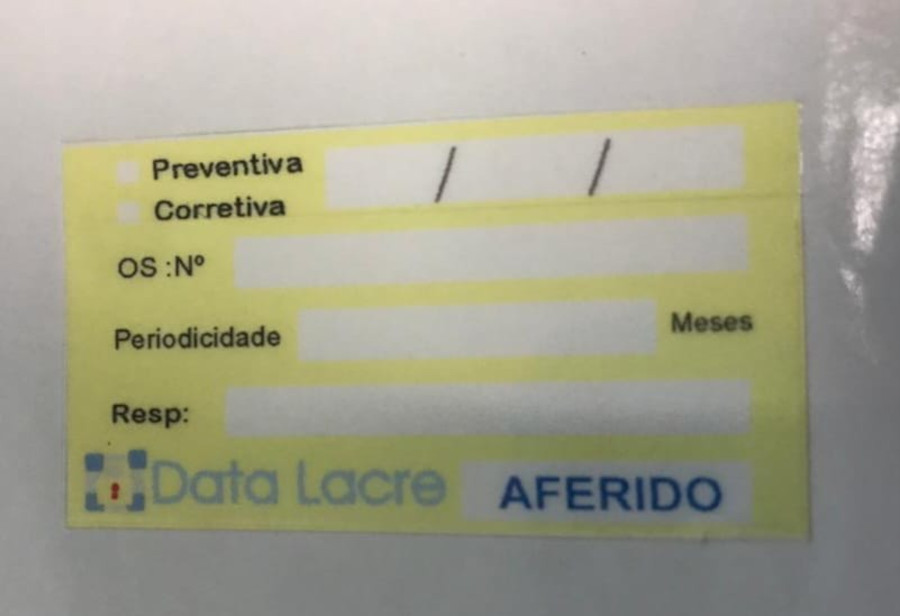 Preventiva / /
Corretiva
OS :Nº
Periodicidade Meses
Resp:
Data Lacre AFERIDO